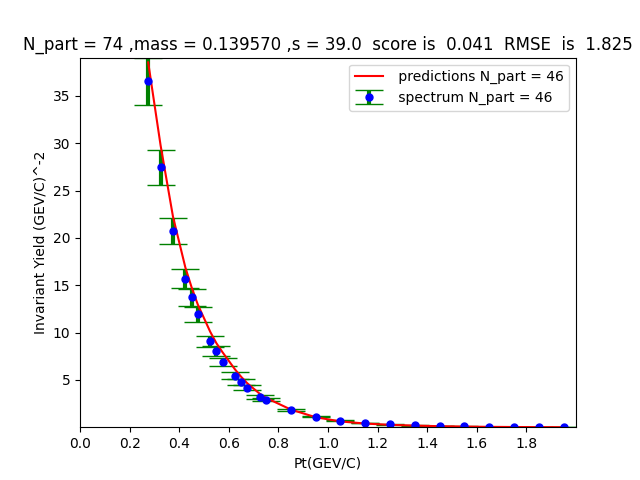 N_part = 74 ,mass = 0.139570 ,s = 39.0  score is  0.041  RMSE  is  1.825
predictions N_part = 46
spectrum N_part = 46
Invariant Yield (GEV/C)^-2
35
30
25
20
15
10
5
0.0 0.2 0.4 0.6 0.8 1.0 1.2 1.4 1.6 1.8
Pt(GEV/C)